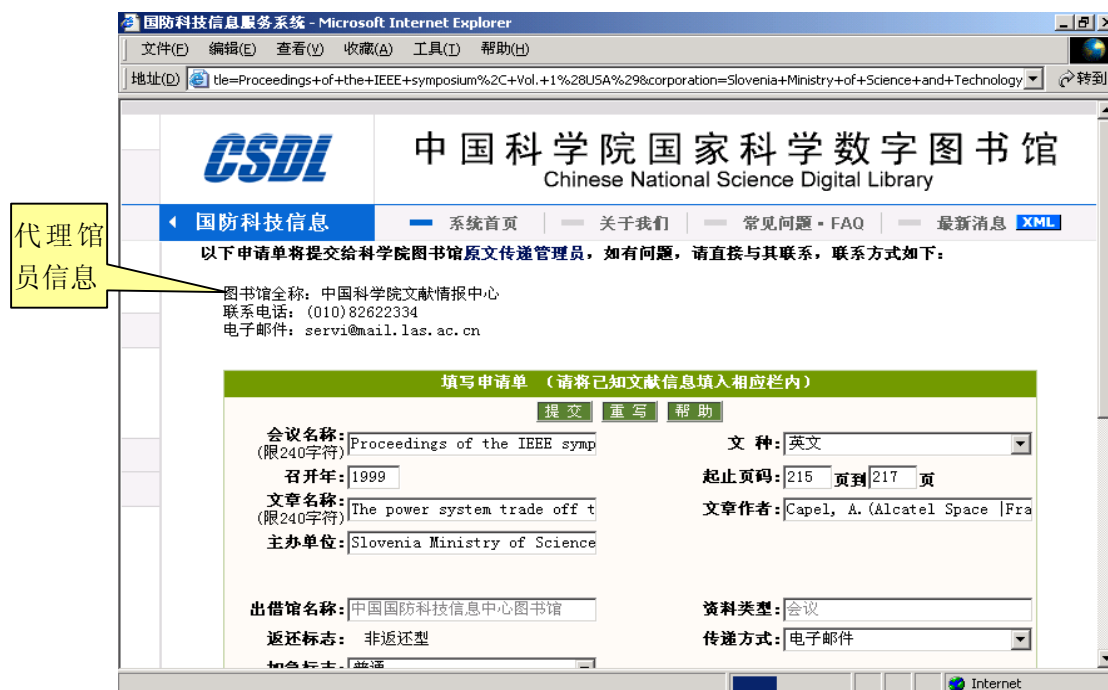 国防科技信息服务系统 - Microsoft Internet Explorer
文件(F) 编辑(E) 查看(V) 收藏(A) 工具(T) 帮助(H)
地址(D) tle=Proceedings+of+the+IEEE+symposium%2C+Vol.+1%28USA%29&corporation=Slovenia+Ministry+of+Science+and+Technology 转到
CSDL
中国科学院国家科学数字图书馆
Chinese National Science Digital Library
国防科技信息 系统首页 关于我们 常见问题-FAQ 最新消息 XML
代理馆
员信息
以下申请单将提交给科学院图书馆原文传递管理员，如有问题，请直接与其联系，联系方式如下：
图书馆全称：中国科学院文献情报中心
联系电话：(010)82622334
电子邮件：servi@mail.las.ac.cn
填写申请单 （请将已知文献信息填入相应栏内）
提交 重写 帮助
会议名称: Proceedings of the IEEE symp 文 种: 英文
(限240字符)
召开年: 1999 起止页码: 215 页到 217 页
文章名称: The power system trade off t 文章作者: Capel, A.(Alcatel Space |Fra
(限240字符)
主办单位: Slovenia Ministry of Science
出借馆名称: 中国国防科技信息中心图书馆 资料类型: 会议
返还标志: 非返还型 传递方式: 电子邮件
加急标志: 普通
Internet